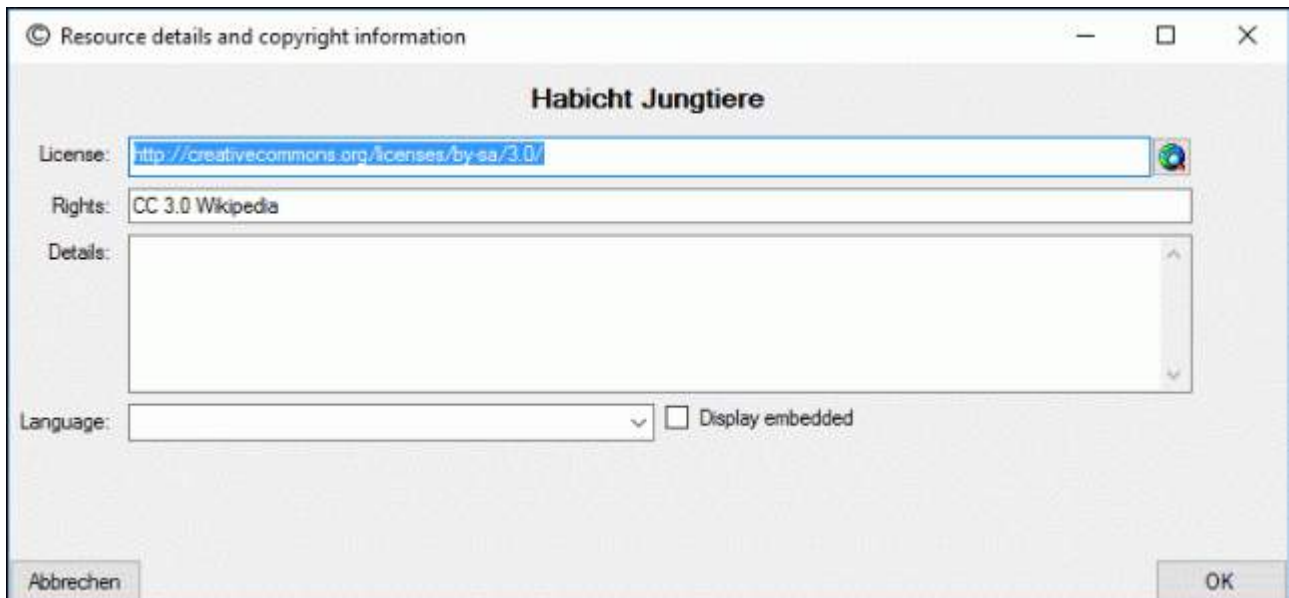 © Resource details and copyright information
Habicht Jungtiere
License: http://creativecommons.org/licenses/by-sa/3.0/
Rights: CC 3.0 Wikipedia
Details:
Language: Display embedded
Abbrechen OK